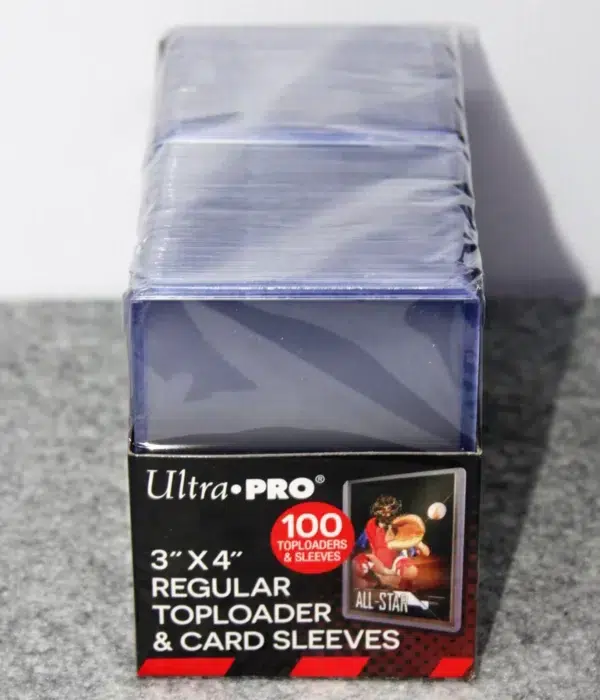 Ultra•PRO®
100
TOPLOADERS
& SLEEVES
3" X 4"
REGULAR
TOPLOADER
& CARD SLEEVES
ALL-STAR